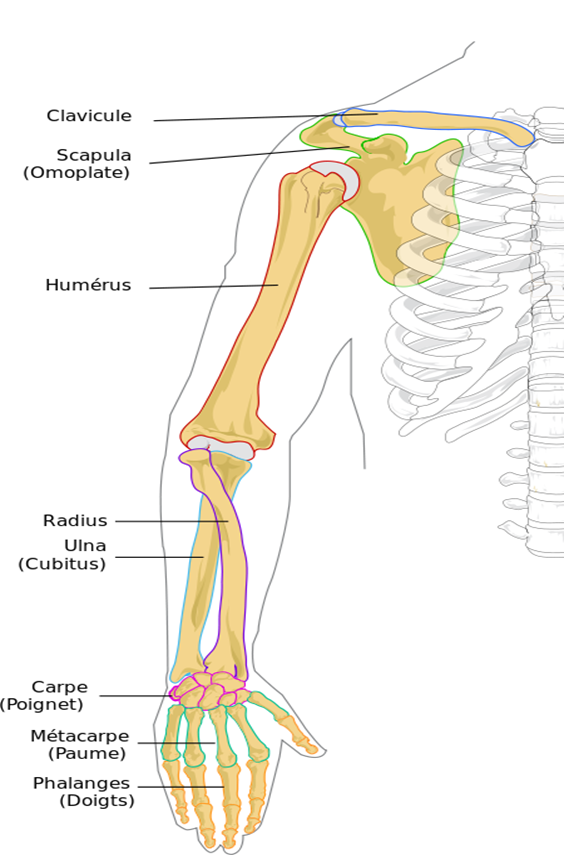 Clavicule
Scapula
(Omoplate)
Humérus
Radius
Ulna
(Cubitus)
Carpe
(Poignet)
Métacarpe
(Paume)
Phalanges
(Doigts)